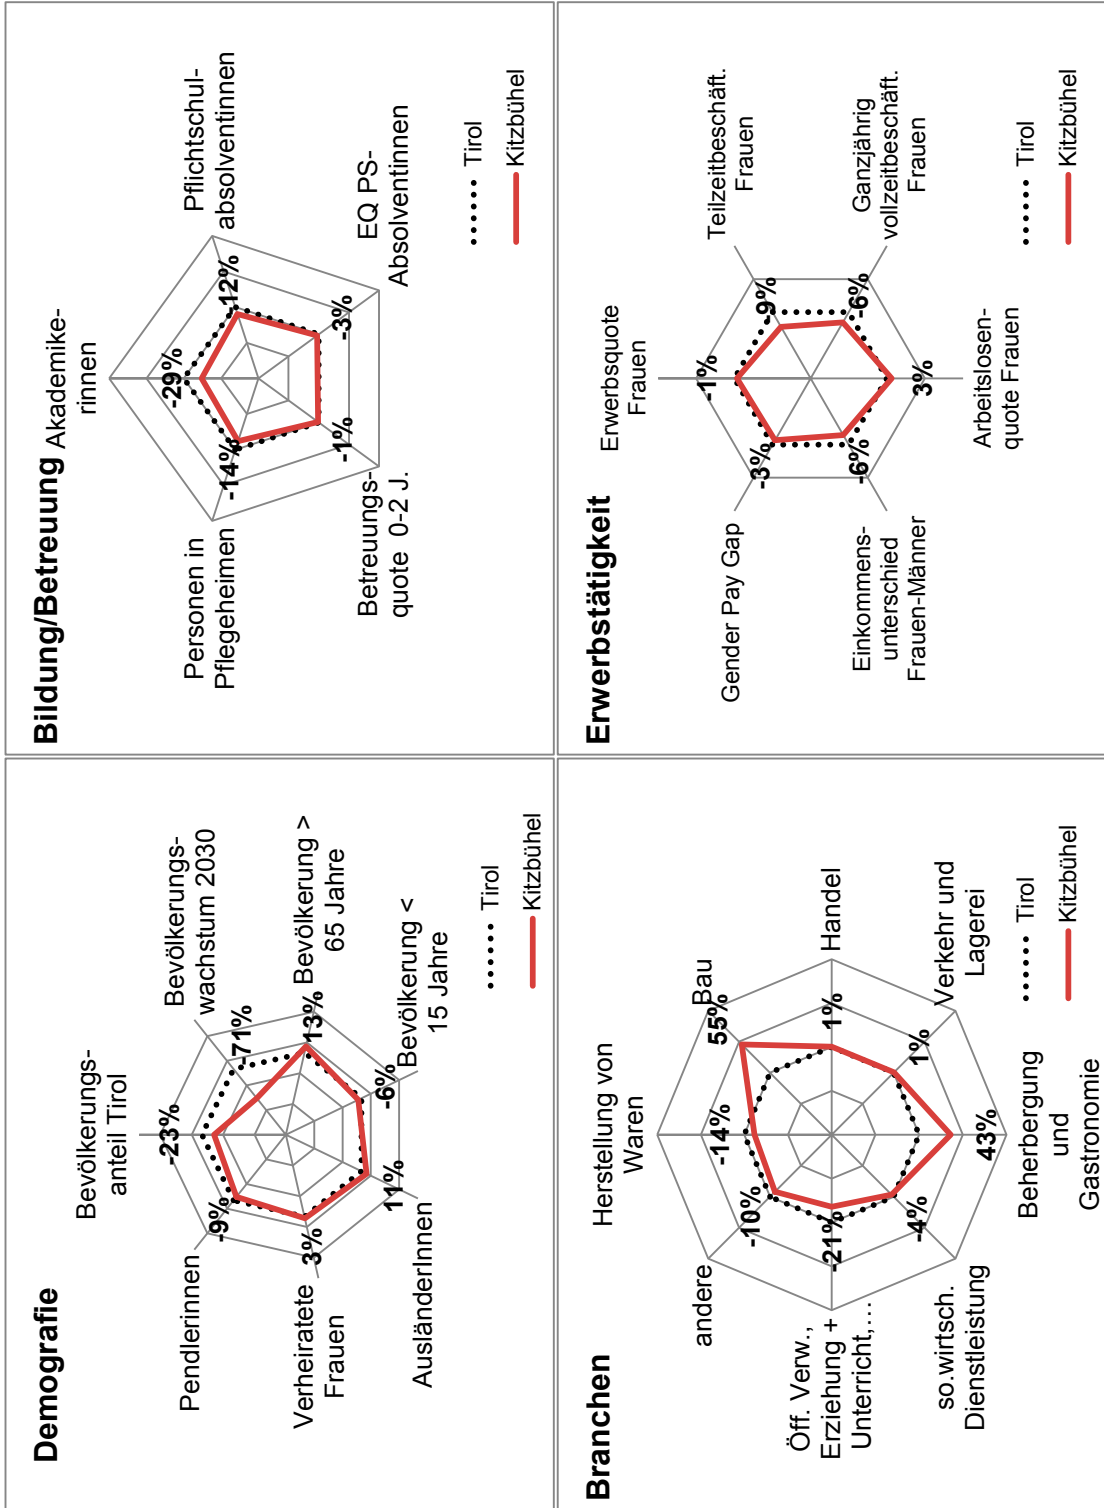 Demografie
Bevölkerungs-
anteil Tirol
-23%
Bevölkerungs-
wachstum 2030
-71%
Bevölkerung >
65 Jahre
13%
Bevölkerung <
15 Jahre
-6%
AusländerInnen
11%
Verheiratete
Frauen
3%
Pendlerinnen
-9%
Tirol
Kitzbühel
Bildung/Betreuung
Akademike-
rinnen
-29%
Pflichtschul-
absolventinnen
-12%
EQ PS-
Absolventinnen
-3%
Betreuungs-
quote 0-2 J.
-1%
Personen in
Pflegeheimen
-14%
Tirol
Kitzbühel
Branchen
Herstellung von
Waren
-14%
Bau
55%
Handel
1%
Verkehr und
Lagerei
1%
Beherbergung
und
Gastronomie
43%
so.wirtsch.
Dienstleistung
-4%
Öff. Verw.,
Erziehung +
Unterricht,...
-21%
andere
-10%
Tirol
Kitzbühel
Erwerbstätigkeit
Erwerbsquote
Frauen
-1%
Teilzeitbeschäft.
Frauen
-9%
Ganzjährig
vollzeitbeschäft.
Frauen
-6%
Arbeitslosen-
quote Frauen
3%
Einkommens-
unterschied
Frauen-Männer
-6%
Gender Pay Gap
-3%
Tirol
Kitzbühel